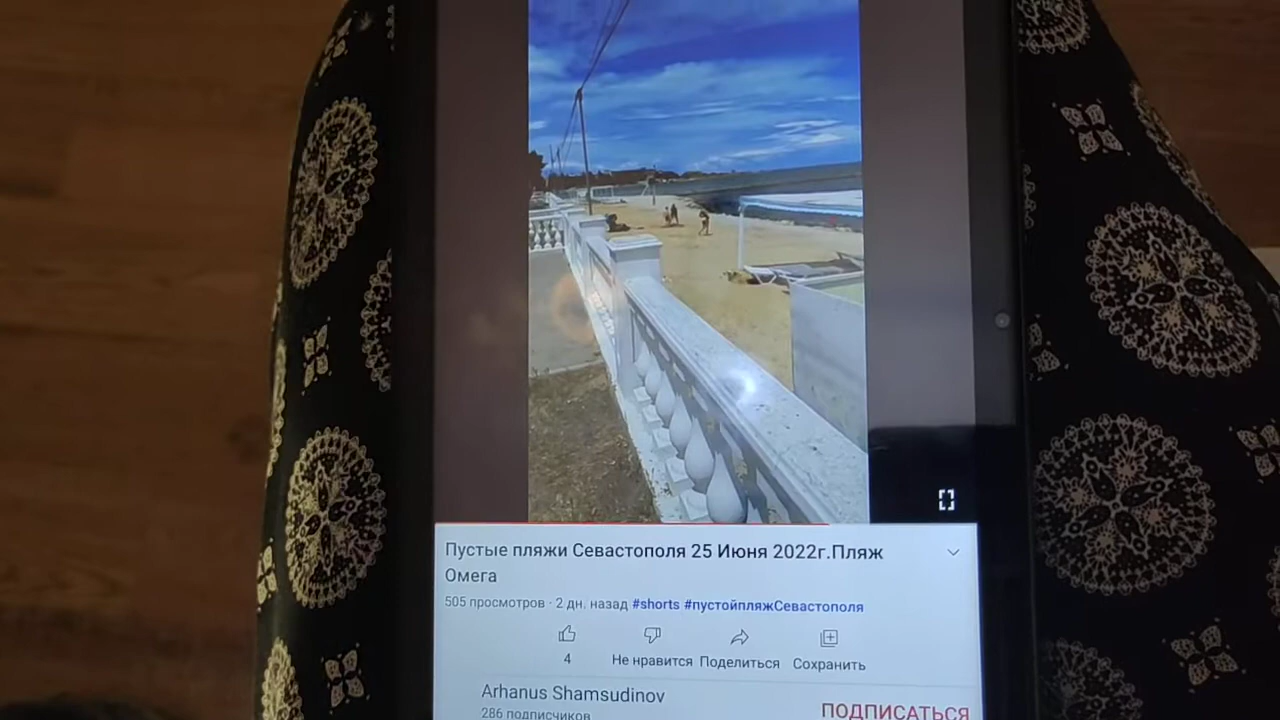 Пустые пляжи Севастополя 25 Июня 2022г.Пляж
Омега
505 просмотров · 2 дн. назад #shorts #пустойпляжСевастополя
4
Не нравится
Поделиться
Сохранить
Arhanus Shamsudinov
ПОДПИСАТЬСЯ
286 подписчиков